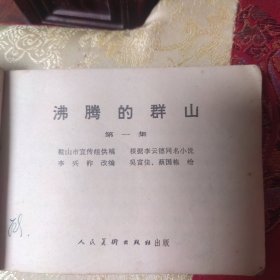 沸腾的群山
第一集
鞍山市宣传组供稿 根据李云德同名小说
李兴称改编 吴富佳、蔡国栋 绘
人民美术出版社出版